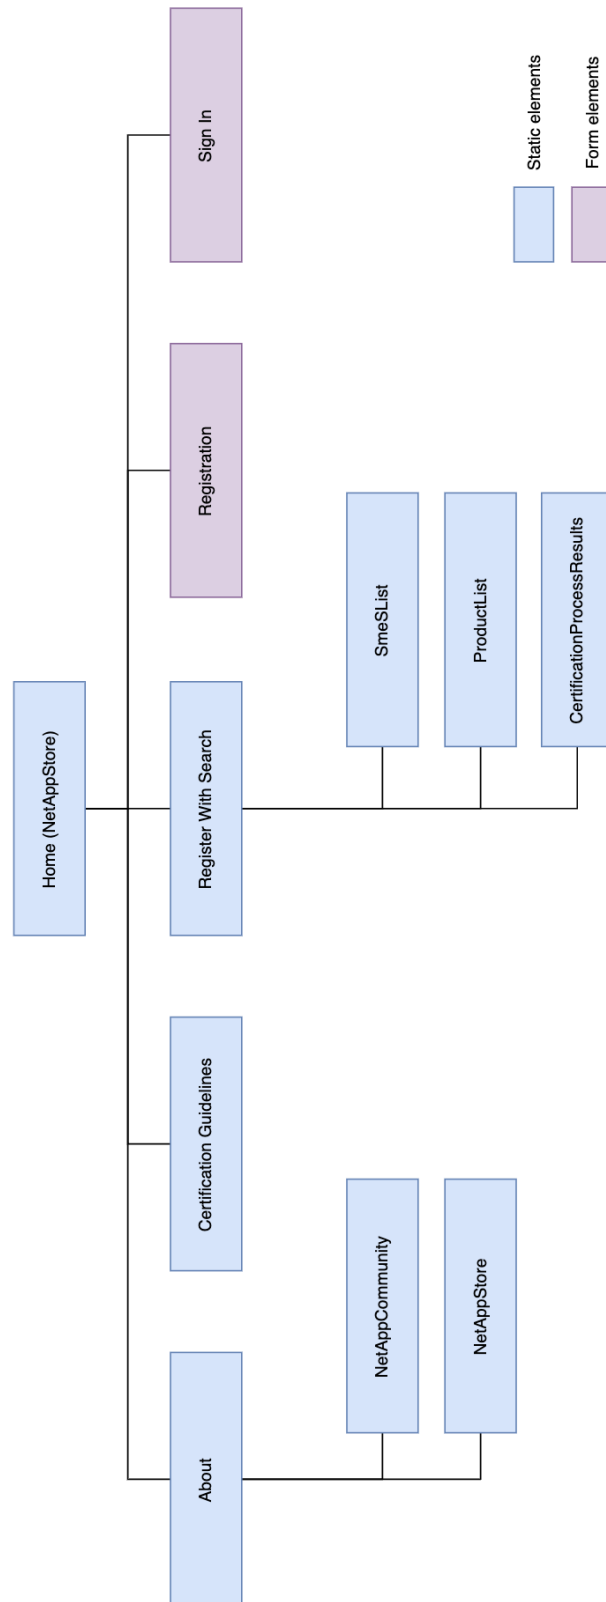 Home (NetAppStore)
About
Certification Guidelines
Register With Search
Registration
Sign In
NetAppCommunity
NetAppStore
SmeSList
ProductList
CertificationProcessResults
Static elements
Form elements